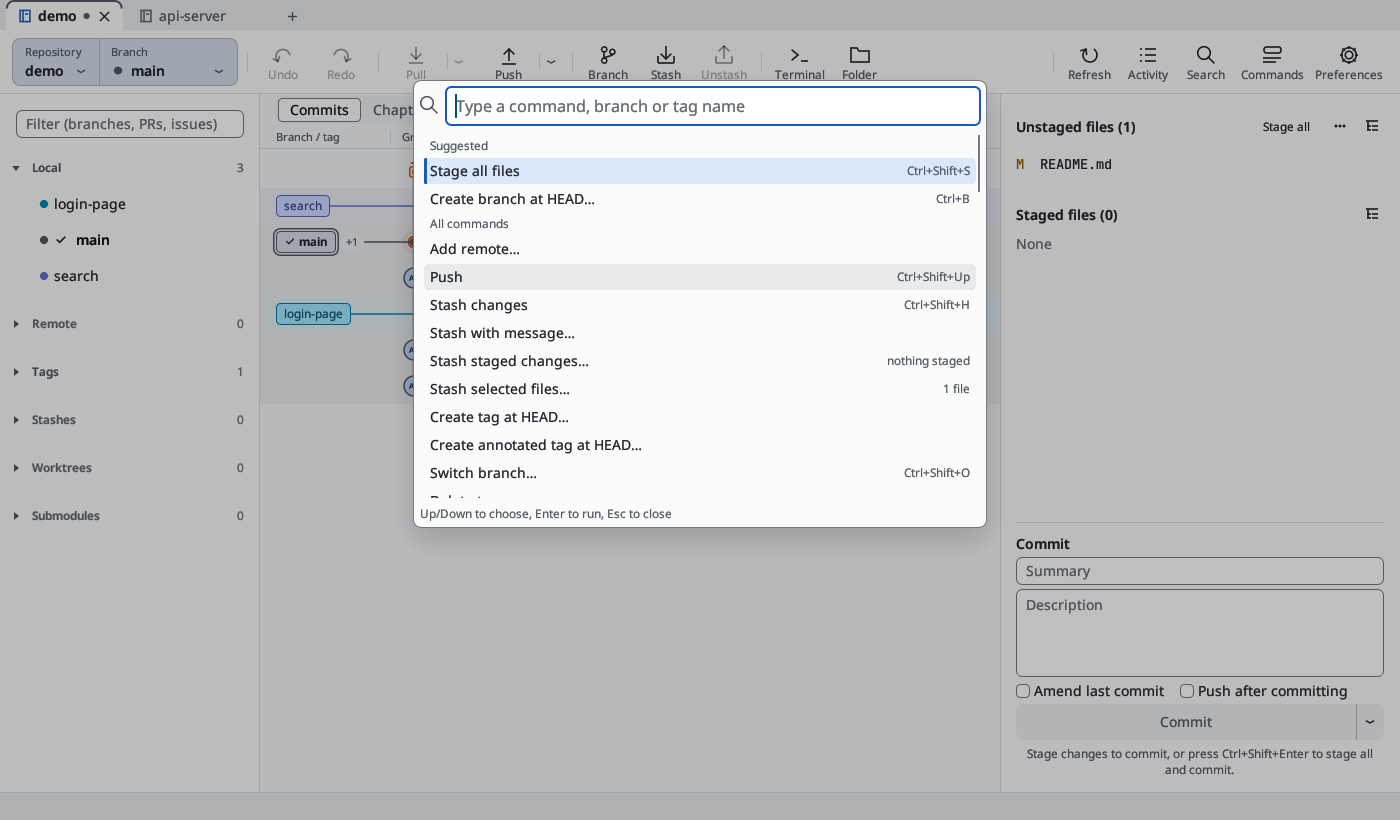 demo
api-server
Repository
demo
Branch
main
Undo
Redo
Pull
Push
Branch
Stash
Unstash
Terminal
Folder
Refresh
Activity
Search
Commands
Preferences
Filter (branches, PRs, issues)
Local 3
login-page
main
search
Remote 0
Tags 1
Stashes 0
Worktrees 0
Submodules 0
Commits
Branch / tag
search
main +1
login-page
Type a command, branch or tag name
Suggested
Stage all files Ctrl+Shift+S
Create branch at HEAD... Ctrl+B
All commands
Add remote...
Push Ctrl+Shift+Up
Stash changes Ctrl+Shift+H
Stash with message...
Stash staged changes... nothing staged
Stash selected files... 1 file
Create tag at HEAD...
Create annotated tag at HEAD...
Switch branch... Ctrl+Shift+O
Up/Down to choose, Enter to run, Esc to close
Unstaged files (1) Stage all
M README.md
Staged files (0)
None
Commit
Summary
Description
Amend last commit
Push after committing
Commit
Stage changes to commit, or press Ctrl+Shift+Enter to stage all
and commit.